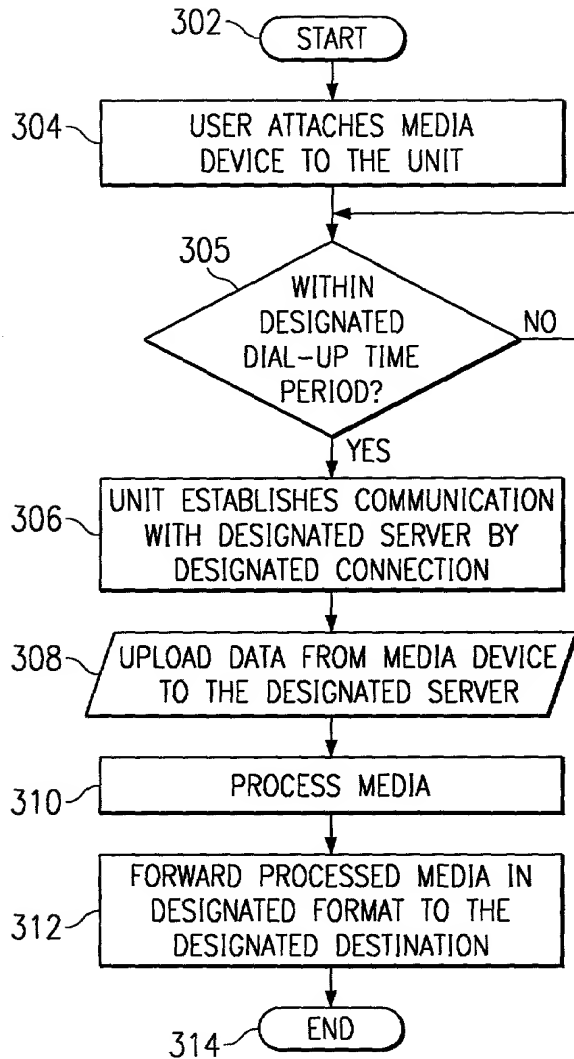 302
START
304
USER ATTACHES MEDIA
DEVICE TO THE UNIT
305
WITHIN
DESIGNATED
DIAL-UP TIME
PERIOD?
NO
YES
306
UNIT ESTABLISHES COMMUNICATION
WITH DESIGNATED SERVER BY
DESIGNATED CONNECTION
308
UPLOAD DATA FROM MEDIA DEVICE
TO THE DESIGNATED SERVER
310
PROCESS MEDIA
312
FORWARD PROCESSED MEDIA IN
DESIGNATED FORMAT TO THE
DESIGNATED DESTINATION
314
END